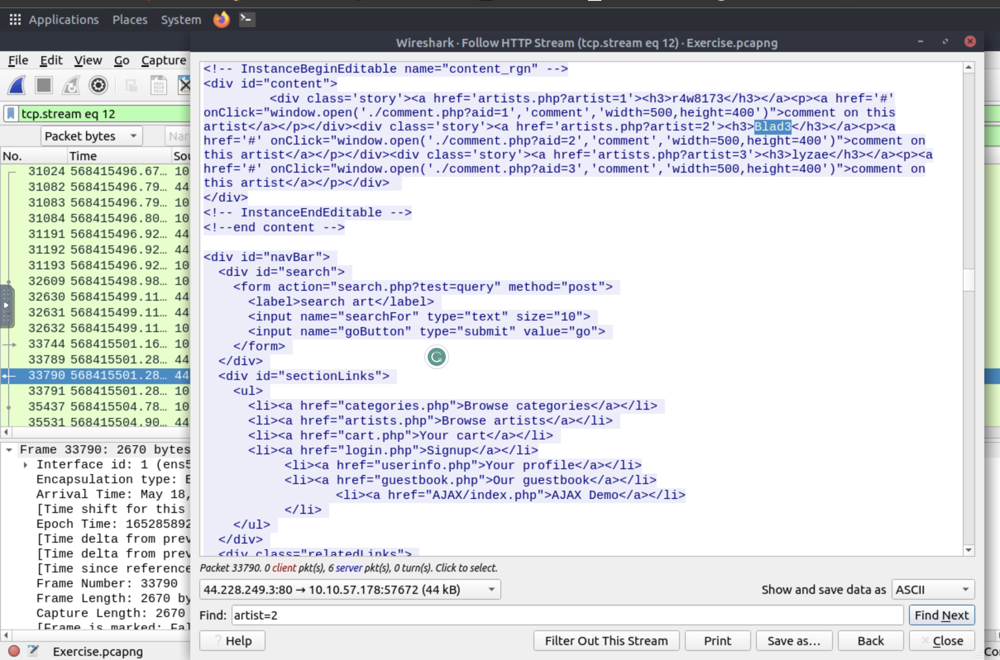 Applications Places System
Wireshark · Follow HTTP Stream (tcp.stream eq 12) · Exercise.pcapng
File Edit View Go Capture
tcp.stream eq 12
Packet bytes
No. Time
31024 568415496.67… 10
31082 568415496.79… 44
31083 568415496.79… 10
31084 568415496.80… 10
31191 568415496.92… 44
31192 568415496.92… 44
31193 568415496.92… 10
32609 568415498.98… 10
32630 568415499.11… 44
32631 568415499.11… 44
32632 568415499.11… 10
33744 568415501.16… 10
33789 568415501.28… 44
33790 568415501.28… 44
33791 568415501.28… 10
35437 568415504.78… 10
35531 568415504.90… 44
Frame 33790: 2670 bytes
Interface id: 1 (ens5
Encapsulation type: E
Arrival Time: May 18,
[Time shift for this
Epoch Time: 165285892
[Time delta from prev
[Time delta from prev
[Time since reference
Frame Number: 33790
Frame Length: 2670 by
Capture Length: 2670
[Frame is marked: Fal
Exercise.pcapng
<!-- InstanceBeginEditable name="content_rgn" -->
<div id="content">
<div class='story'><a href='artists.php?artist=1'><h3>r4w8173</h3></a><p><a href='#'
onClick="window.open('./comment.php?aid=1','comment','width=500,height=400')">comment on this
artist</a></p></div><div class='story'><a href='artists.php?artist=2'><h3>Blad3</h3></a><p><a
href='#' onClick="window.open('./comment.php?aid=2','comment','width=500,height=400')">comment on
this artist</a></p></div><div class='story'><a href='artists.php?artist=3'><h3>lyzae</h3></a><p><a
href='#' onClick="window.open('./comment.php?aid=3','comment','width=500,height=400')">comment on
this artist</a></p></div>
</div>
<!-- InstanceEndEditable -->
<!--end content -->
<div id="navBar">
<div id="search">
<form action="search.php?test=query" method="post">
<label>search art</label>
<input name="searchFor" type="text" size="10">
<input name="goButton" type="submit" value="go">
</form>
</div>
<div id="sectionLinks">
<ul>
<li><a href="categories.php">Browse categories</a></li>
<li><a href="artists.php">Browse artists</a></li>
<li><a href="cart.php">Your cart</a></li>
<li><a href="login.php">Signup</a></li>
<li><a href="userinfo.php">Your profile</a></li>
<li><a href="guestbook.php">Our guestbook</a></li>
<li><a href="AJAX/index.php">AJAX Demo</a></li>
</li>
</ul>
</div>
<div class="relatedLinks">
Packet 33790. 0 client pkt(s), 6 server pkt(s), 0 turn(s). Click to select.
44.228.249.3:80 → 10.10.57.178:57672 (44 kB) Show and save data as ASCII
Find: artist=2 Find Next
Help Filter Out This Stream Print Save as… Back Close